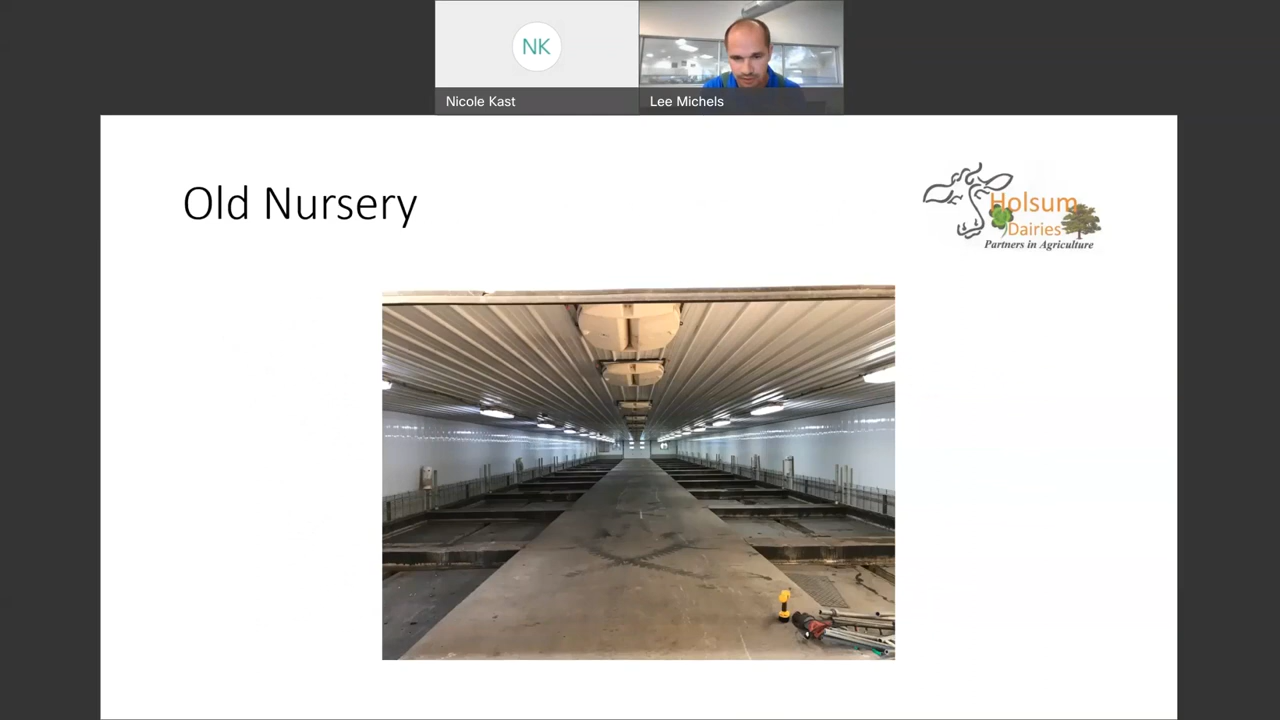 NK
Nicole Kast
Lee Michels
Old Nursery
Holsum
Dairies
Partners in Agriculture